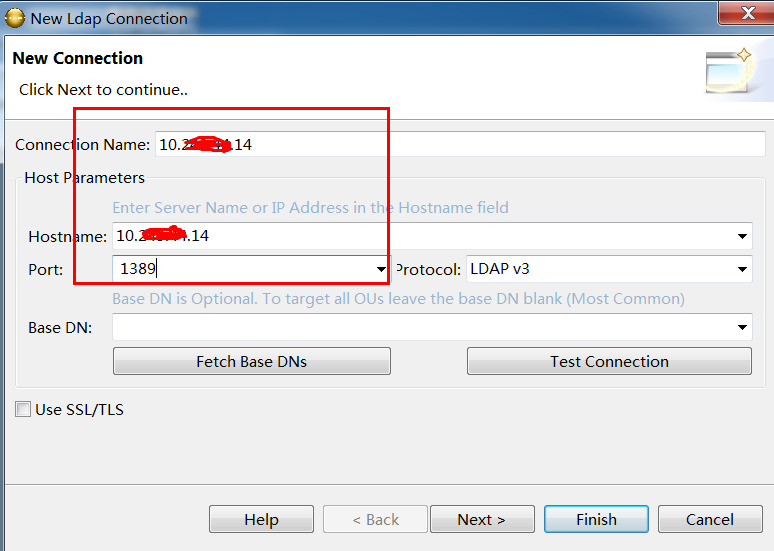 New Ldap Connection
New Connection
Click Next to continue..
Connection Name: 10. .14
Host Parameters
Enter Server Name or IP Address in the Hostname field
Hostname: 10. .14
Port: 1389 Protocol: LDAP v3
Base DN is Optional. To target all OUs leave the base DN blank (Most Common)
Base DN:
Fetch Base DNs Test Connection
Use SSL/TLS
Help < Back Next > Finish Cancel